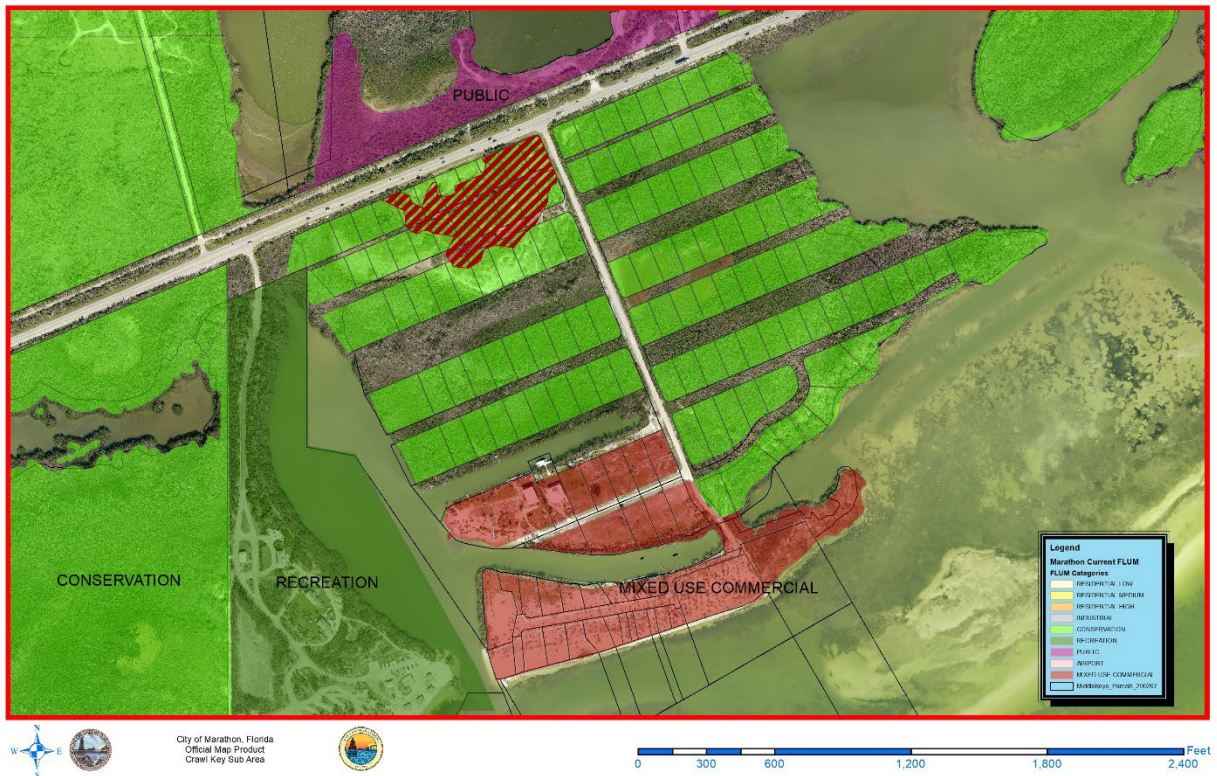 PUBLIC
CONSERVATION
RECREATION
MIXED USE COMMERCIAL
Legend
Marathon Current FLUM
FLUM Categories
RESIDENTIAL LOW
RESIDENTIAL MEDIUM
RESIDENTIAL HIGH
INDUSTRIAL
CONSERVATION
RECREATION
PUBLIC
AIRPORT
MIXED USE COMMERCIAL
N
W
E
S
City of Marathon, Florida
Official Map Product
Crawl Key Sub Area
Feet
0 300 600 1,200 1,800 2,400